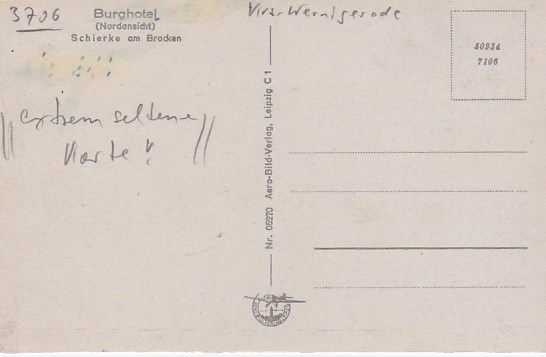 3706
Burghotel
(Nordansicht)
Schierke am Brocken
Kr. Wernigerode
50934
7106
"extrem seltene
Karte!"
Nr. 05270 Aero-Bild-Verlag, Leipzig C 1